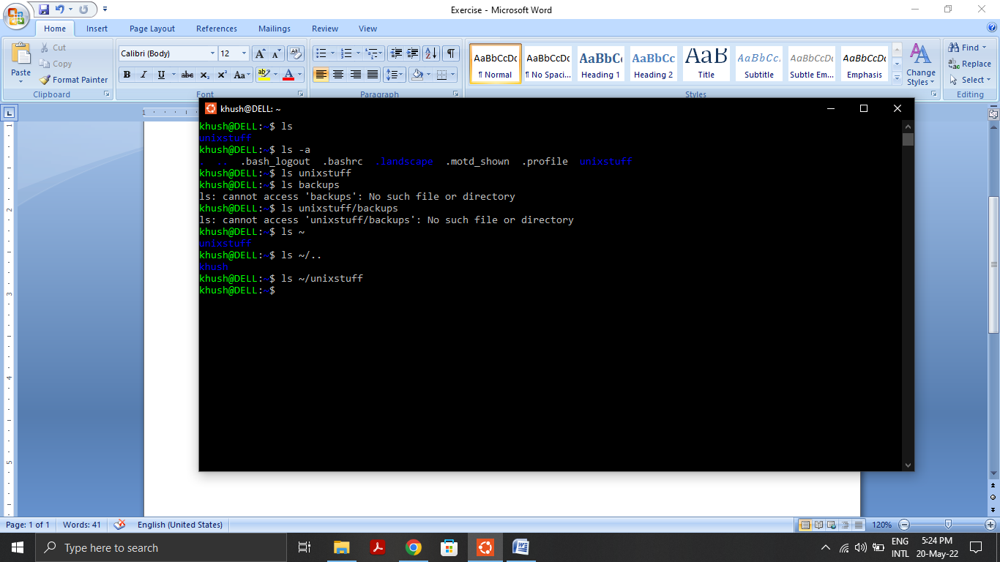 Exercise - Microsoft Word
Home Insert Page Layout References Mailings Review View
Paste
Cut
Copy
Format Painter
Clipboard
Calibri (Body) 12
Font
Paragraph
AaBbCcDc AaBbCcDc AaBbC AaBbCc AaB AaBbCc. AaBbCcDc AaBbCcDc
¶ Normal ¶ No Spaci... Heading 1 Heading 2 Title Subtitle Subtle Em... Emphasis
Change Styles
Styles
Find
Replace
Select
Editing
khush@DELL: ~
khush@DELL:~$ ls
unixstuff
khush@DELL:~$ ls -a
. .. .bash_logout .bashrc .landscape .motd_shown .profile unixstuff
khush@DELL:~$ ls unixstuff
khush@DELL:~$ ls backups
ls: cannot access 'backups': No such file or directory
khush@DELL:~$ ls unixstuff/backups
ls: cannot access 'unixstuff/backups': No such file or directory
khush@DELL:~$ ls ~
unixstuff
khush@DELL:~$ ls ~/..
khush
khush@DELL:~$ ls ~/unixstuff
khush@DELL:~$
Page: 1 of 1 Words: 41 English (United States) 120%
Type here to search
ENG
INTL
5:24 PM
20-May-22